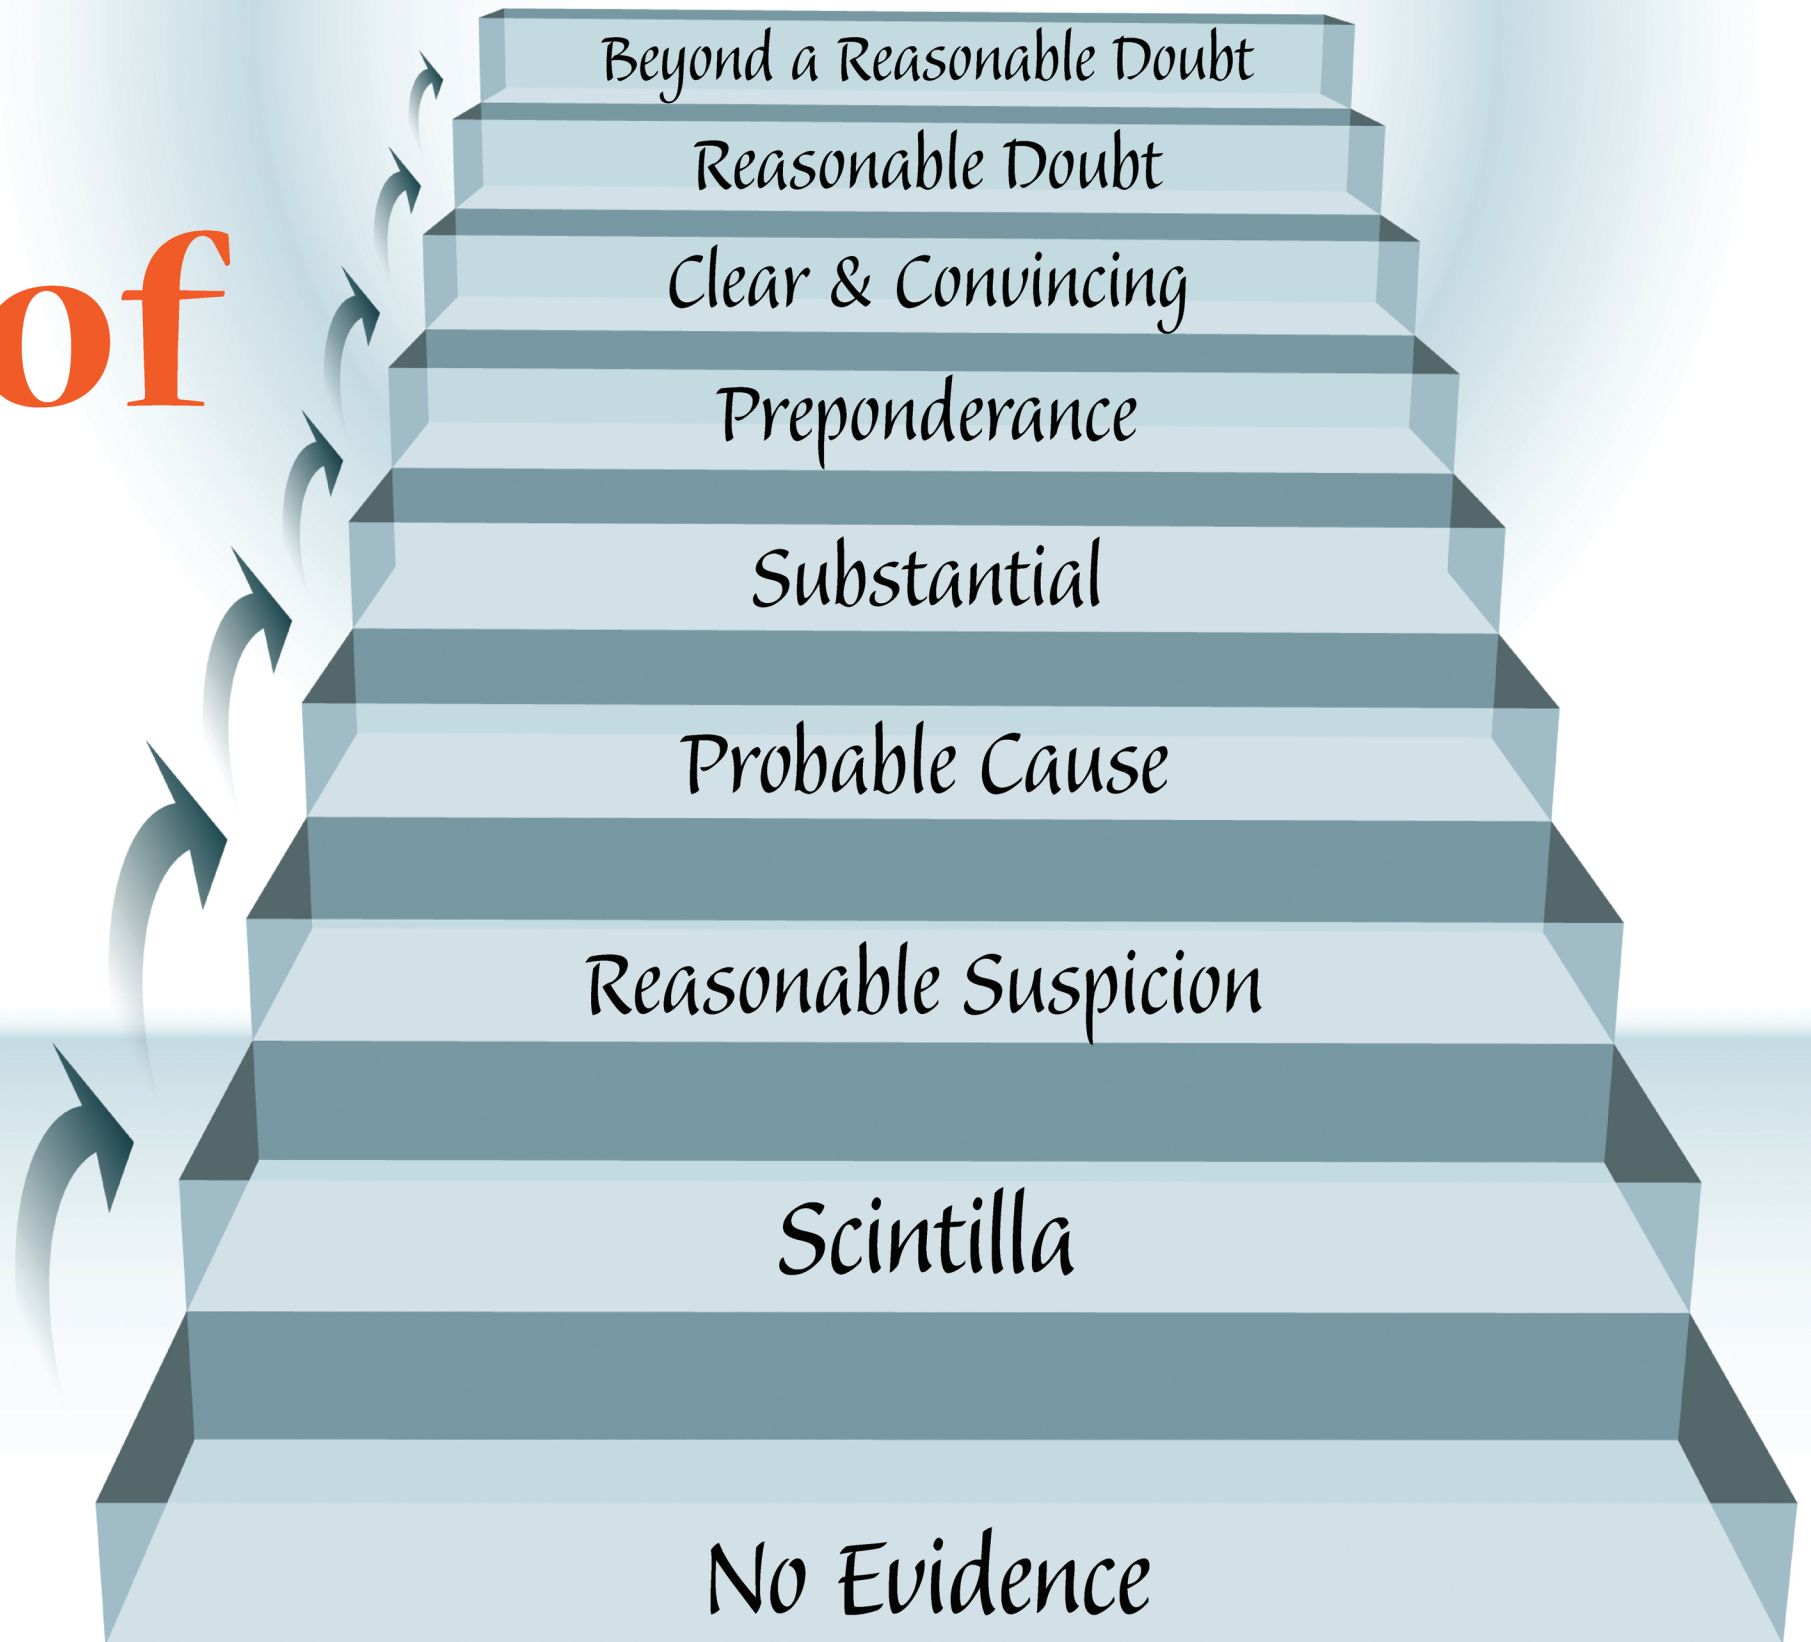 Beyond a Reasonable Doubt
Reasonable Doubt
of
Clear & Convincing
Preponderance
Substantial
Probable Cause
Reasonable Suspicion
Scintilla
No Evidence